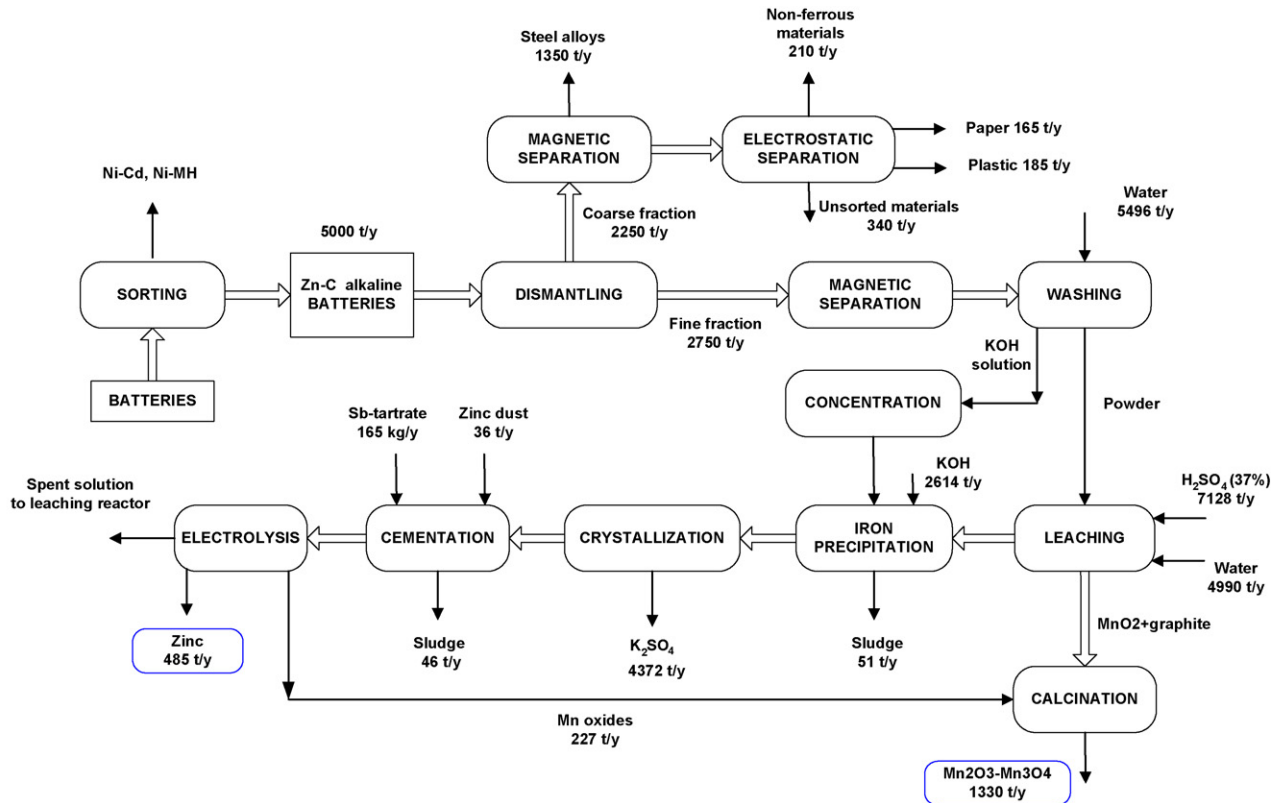 Steel alloys
1350 t/y
Non-ferrous
materials
210 t/y
MAGNETIC
SEPARATION
ELECTROSTATIC
SEPARATION
Paper 165 t/y
Plastic 185 t/y
Ni-Cd, Ni-MH
Coarse fraction
2250 t/y
Unsorted materials
340 t/y
Water
5496 t/y
5000 t/y
SORTING
Zn-C alkaline
BATTERIES
DISMANTLING
MAGNETIC
SEPARATION
WASHING
Fine fraction
2750 t/y
KOH
solution
BATTERIES
CONCENTRATION
Powder
Sb-tartrate
165 kg/y
Zinc dust
36 t/y
KOH
2614 t/y
H2SO4 (37%)
7128 t/y
Spent solution
to leaching reactor
ELECTROLYSIS
CEMENTATION
CRYSTALLIZATION
IRON
PRECIPITATION
LEACHING
Water
4990 t/y
Zinc
485 t/y
Sludge
46 t/y
K2SO4
4372 t/y
Sludge
51 t/y
MnO2+graphite
CALCINATION
Mn oxides
227 t/y
Mn2O3-Mn3O4
1330 t/y